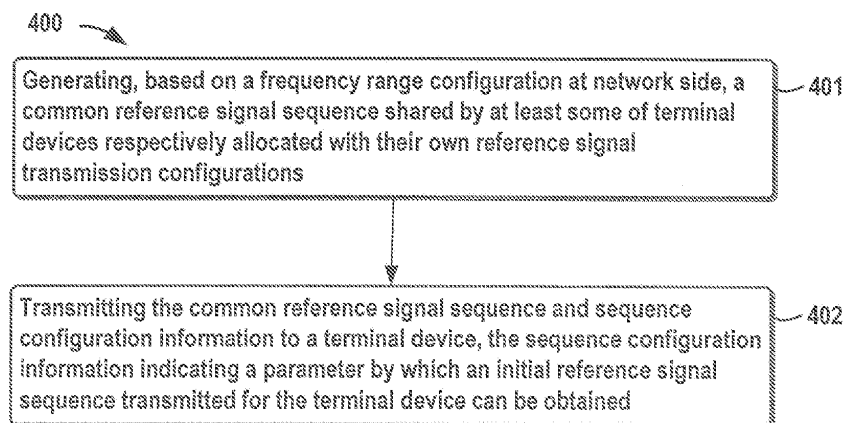 400
Generating, based on a frequency range configuration at network side, a
common reference signal sequence shared by at least some of terminal
devices respectively allocated with their own reference signal
transmission configurations
401
Transmitting the common reference signal sequence and sequence
configuration information to a terminal device, the sequence configuration
information indicating a parameter by which an initial reference signal
sequence transmitted for the terminal device can be obtained
402